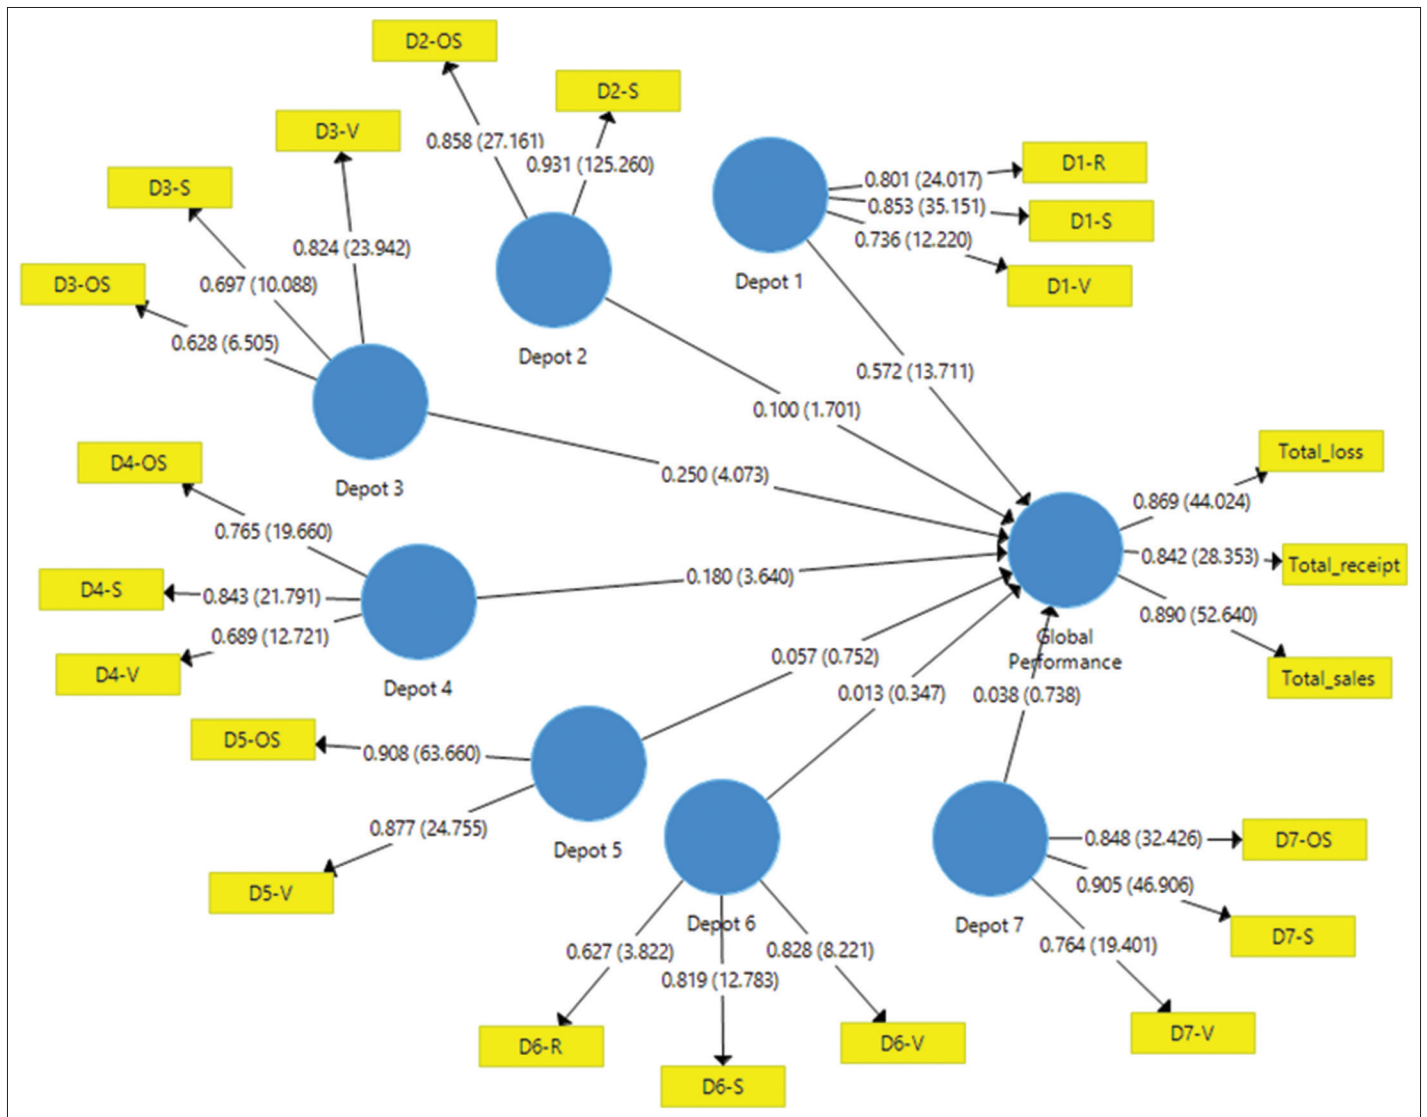 D2-OS
D2-S
D3-V
0.858 (27.161)
D1-R
0.931 (125.260)
D3-S
0.801 (24.017)
0.853 (35.151)
D1-S
0.736 (12.220)
0.824 (23.942)
D3-OS
0.697 (10.088)
Depot 1
D1-V
0.628 (6.505)
Depot 2
0.572 (13.711)
0.100 (1.701)
D4-OS
Total_loss
0.250 (4.073)
Depot 3
0.869 (44.024)
0.765 (19.660)
0.842 (28.353)
Total_receipt
0.180 (3.640)
D4-S
0.843 (21.791)
0.890 (52.640)
0.689 (12.721)
Global
Performance
0.057 (0.752)
D4-V
Depot 4
Total_sales
0.013 (0.347)
0.038 (0.738)
D5-OS
0.908 (63.660)
0.877 (24.755)
0.848 (32.426)
D7-OS
Depot 5
0.905 (46.906)
D5-V
Depot 6
Depot 7
D7-S
0.764 (19.401)
0.627 (3.822)
0.828 (8.221)
0.819 (12.783)
D7-V
D6-R
D6-V
D6-S